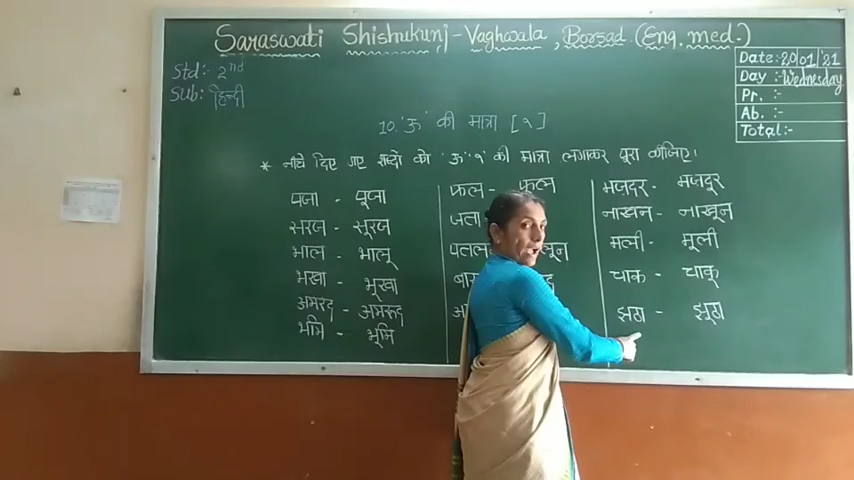 Saraswati Shishukunj-Vaghwala, Borsad (Eng.med.)
Std:- 2nd
Sub:- हिन्दी
Date:-20/01/21
Day :-Wednesday
Pr. :-
Ab. :-
Total:-
10. 'ऊ' की मात्रा [ ू ]
* नीचे दिए गए शब्दो को 'ऊ' ू की मात्रा लगाकर पूरा कीजिए।
पजा - पूजा
सरज - सूरज
भाल - भालू
भखा - भूखा
अमरद - अमरूद
भमि - भूमि
फल - फूल
जता
मजदर - मजदूर
नाखन - नाखून
मली - मूली
चाक - चाकू
झठा - झूठा